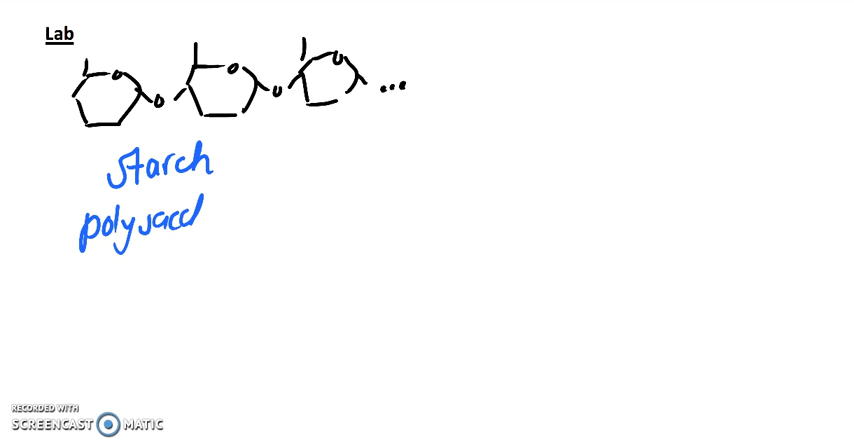 Lab
O O O O O ...
starch
polysacc
RECORDED WITH
SCREENCAST MATIC